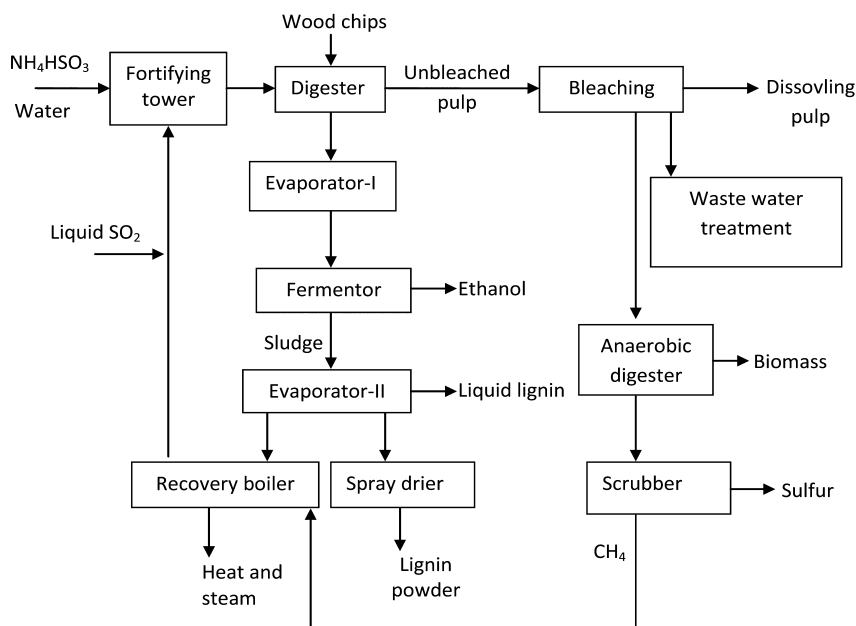 Wood chips
NH₄HSO₃
Water
Fortifying
tower
Digester
Unbleached
pulp
Bleaching
Dissovling
pulp
Evaporator-I
Waste water
treatment
Liquid SO₂
Fermentor
Ethanol
Sludge
Anaerobic
digester
Biomass
Evaporator-II
Liquid lignin
Recovery boiler
Spray drier
Scrubber
Sulfur
CH₄
Heat and
steam
Lignin
powder